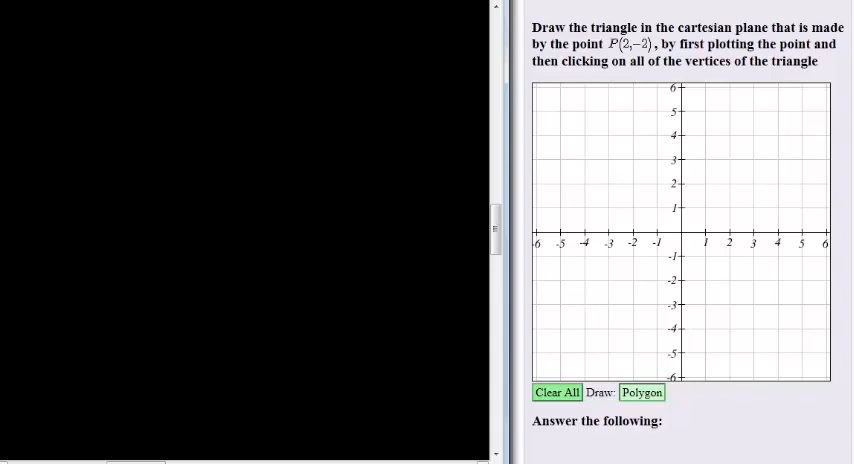 Draw the triangle in the cartesian plane that is made
by the point P(2,−2), by first plotting the point and
then clicking on all of the vertices of the triangle
6
5
4
3
2
1
-6 -5 -4 -3 -2 -1 1 2 3 4 5 6
-1
-2
-3
-4
-5
-6
Clear All Draw: Polygon
Answer the following: